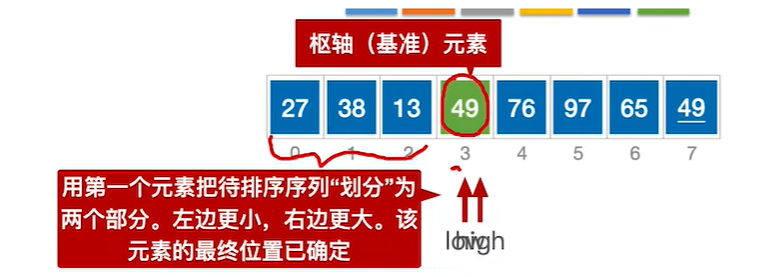 枢轴（基准）元素
27 38 13 49 76 97 65 49
0 1 2 3 4 5 6 7
用第一个元素把待排序序列“划分”为
两个部分。左边更小，右边更大。该
元素的最终位置已确定
low high